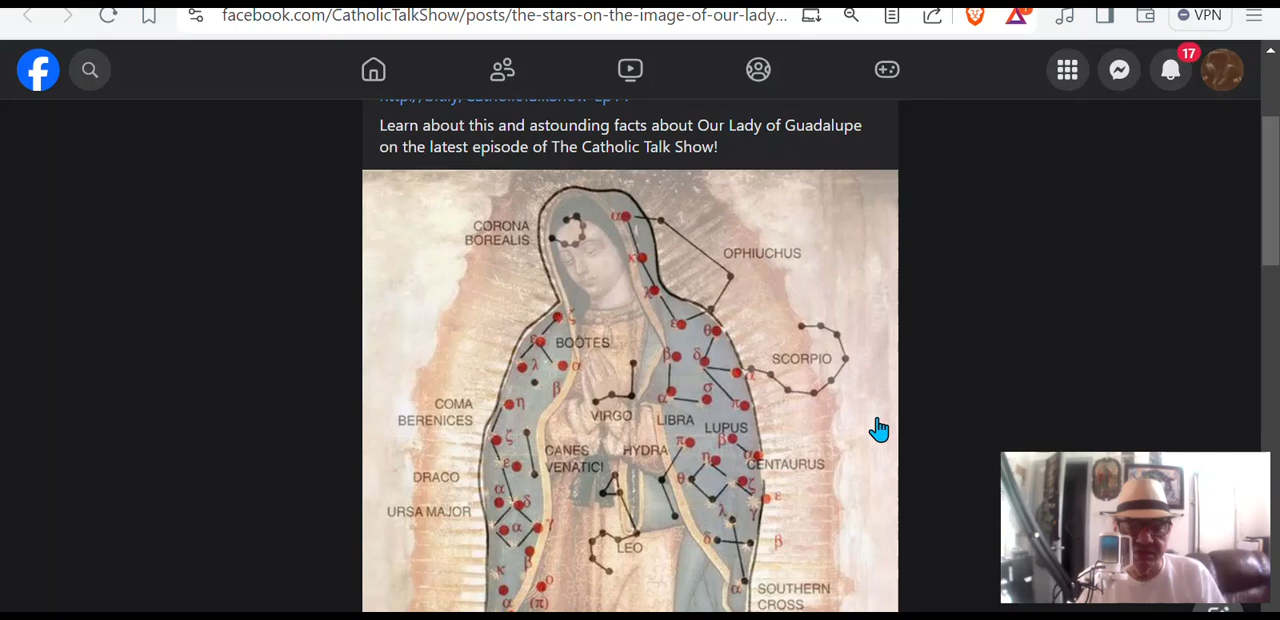 facebook.com/CatholicTalkShow/posts/the-stars-on-the-image-of-our-lady...
VPN
17
Learn about this and astounding facts about Our Lady of Guadalupe
on the latest episode of The Catholic Talk Show!
CORONA
BOREALIS
α
OPHIUCHUS
κ
λ
ζ
ε
ε
θ
BOOTES
β
δ
SCORPIO
λ
α
β
α
σ
π
η
COMA
BERENICES
VIRGO
LIBRA
LUPUS
ζ
π
β
CANES
VENATICI
HYDRA
η
α
CENTAURUS
ε
DRACO
θ
ζ
α
δ
ε
URSA MAJOR
α
γ
λ
γ
β
LEO
δ
β
κ
ο
α
(π)
α
SOUTHERN
CROSS